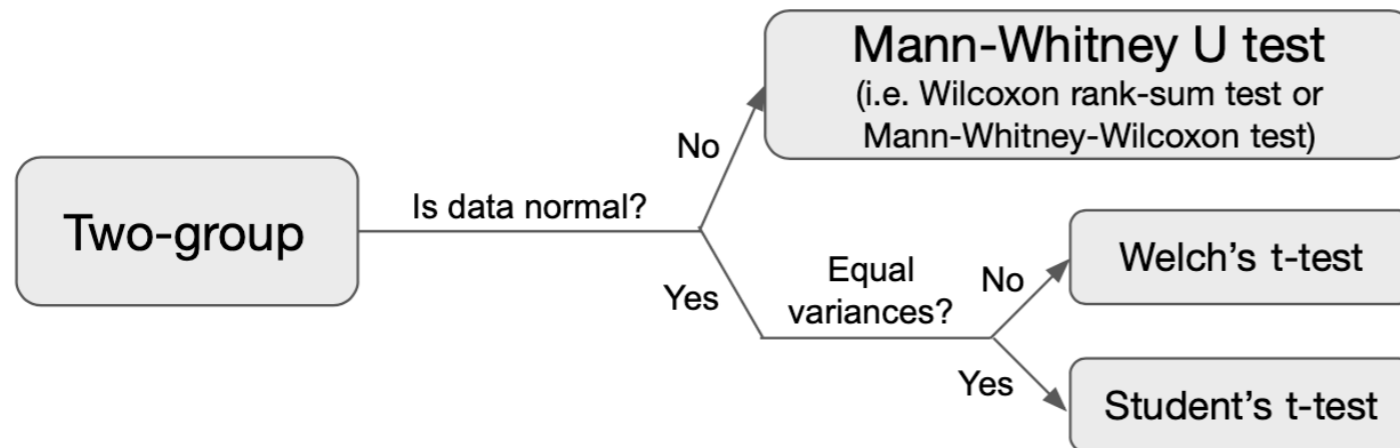 Mann-Whitney U test
(i.e. Wilcoxon rank-sum test or
Mann-Whitney-Wilcoxon test)
No
Is data normal?
Two-group
Yes
Equal
variances?
No
Welch’s t-test
Yes
Student’s t-test